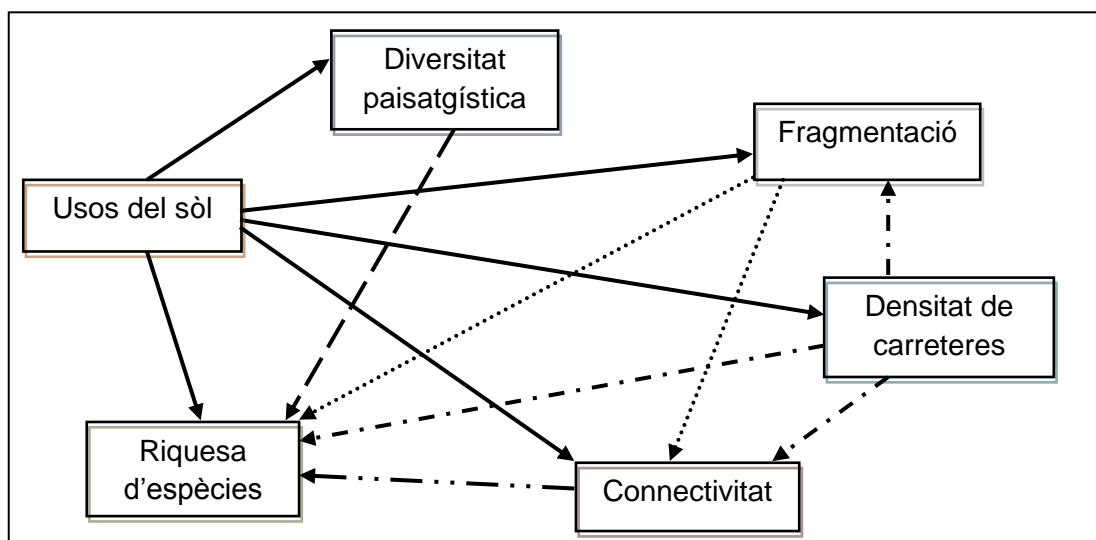 Diversitat
paisatgística
Fragmentació
Usos del sòl
Densitat de
carreteres
Riquesa
d’espècies
Connectivitat